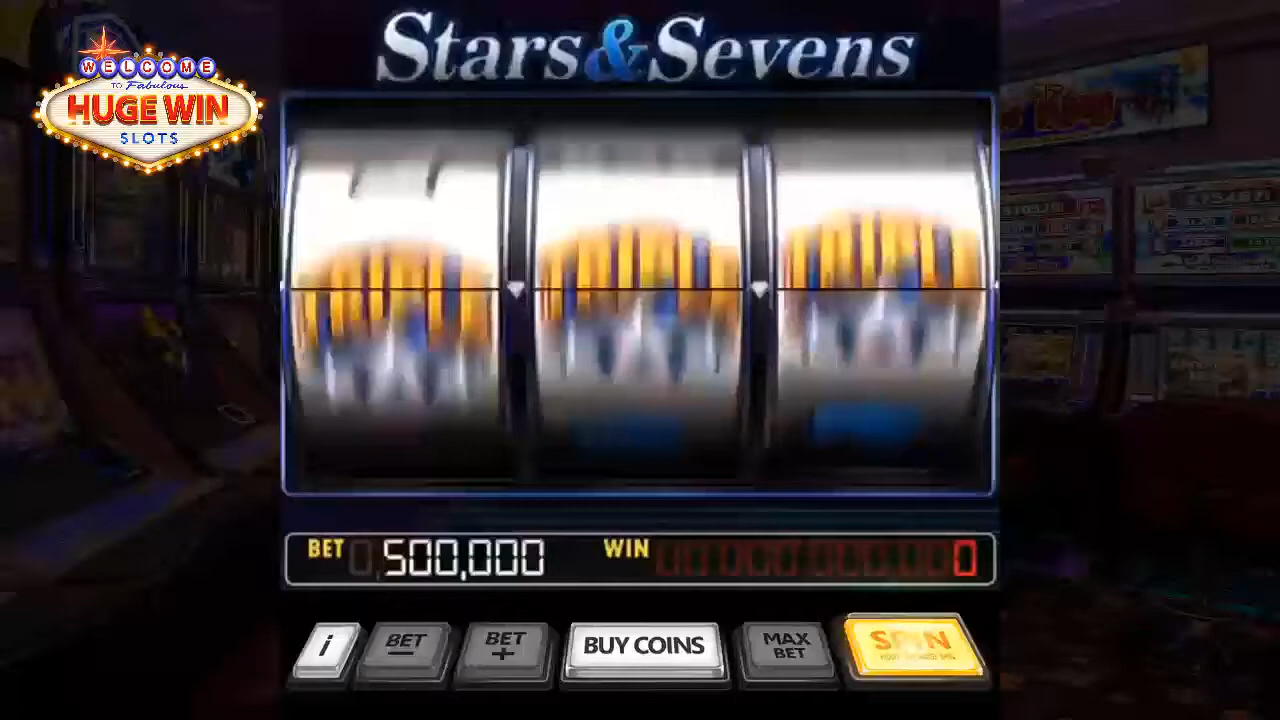 Stars&Sevens
WELCOME
TO Fabulous
HUGE WIN
SLOTS
BET 500,000
WIN 0
i
BET
–
BET
+
BUY COINS
MAX
BET
SPIN